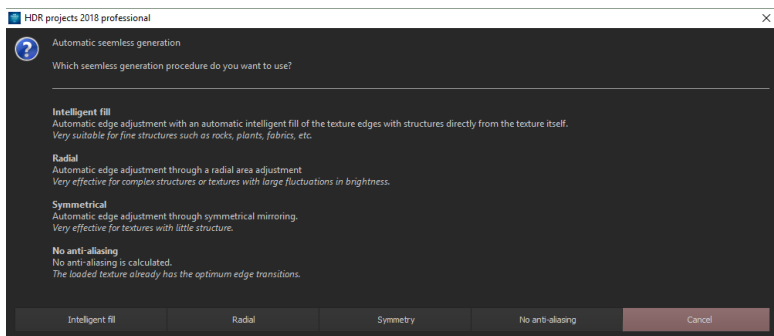 HDR projects 2018 professional
Automatic seemless generation
Which seemless generation procedure do you want to use?
Intelligent fill
Automatic edge adjustment with an automatic intelligent fill of the texture edges with structures directly from the texture itself.
Very suitable for fine structures such as rocks, plants, fabrics, etc.
Radial
Automatic edge adjustment through a radial area adjustment
Very effective for complex structures or textures with large fluctuations in brightness.
Symmetrical
Automatic edge adjustment through symmetrical mirroring.
Very effective for textures with little structure.
No anti-aliasing
No anti-aliasing is calculated.
The loaded texture already has the optimum edge transitions.
Intelligent fill Radial Symmetry No anti-aliasing Cancel